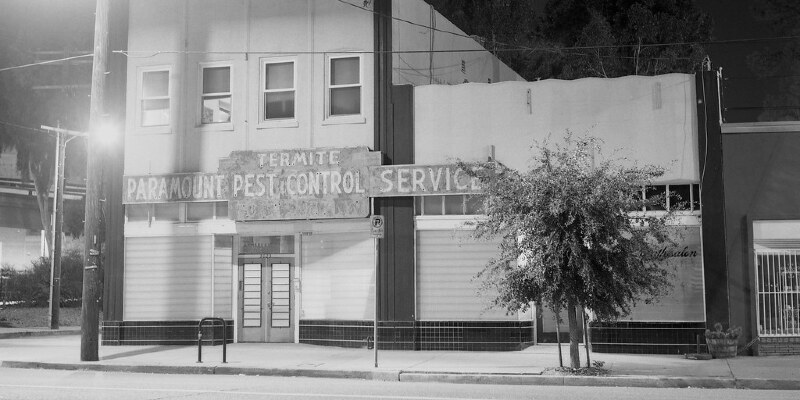 TERMITE
PARAMOUNT PEST CONTROL SERVICE
P